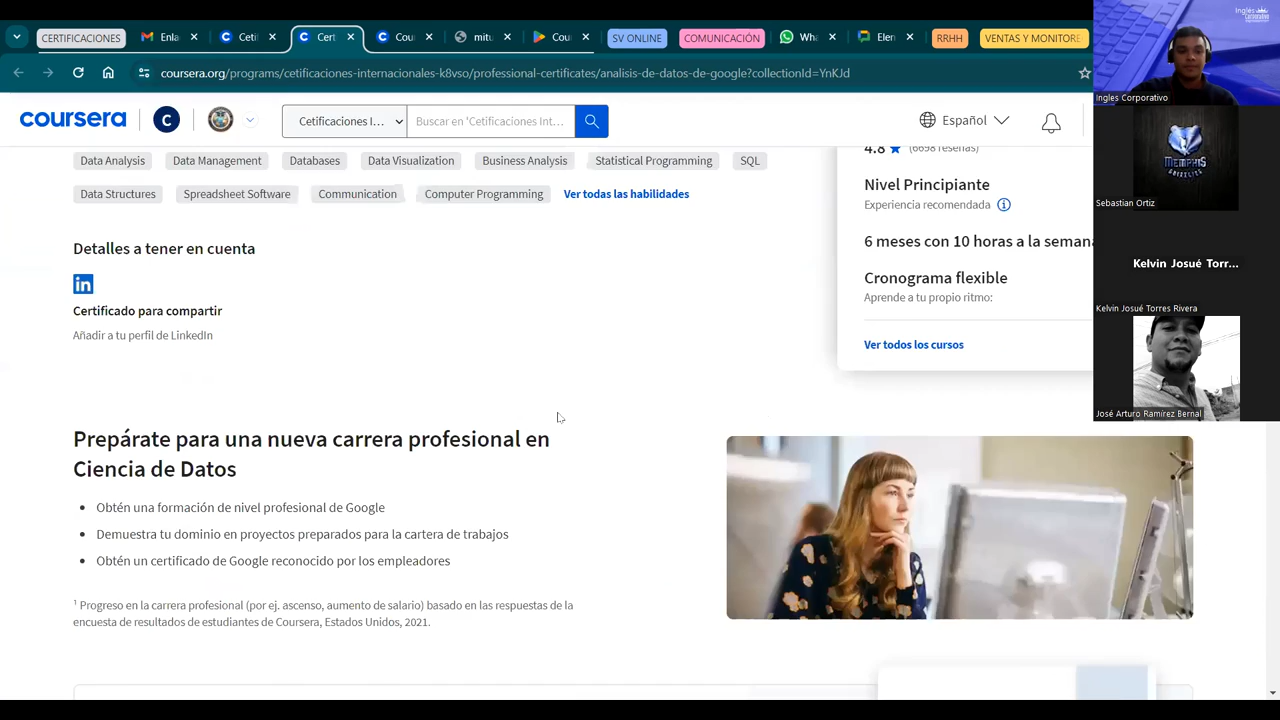 CERTIFICACIONES
Enla
Ceti
Cert
Cou
mitu
Cou
SV ONLINE
COMUNICACIÓN
Wha
Elen
RRHH
VENTAS Y MONITORE
coursera.org/programs/cetificaciones-internacionales-k8vso/professional-certificates/analisis-de-datos-de-google?collectionId=YnKJd
coursera
C
Cetificaciones I...
Buscar en 'Cetificaciones Int...
Español
Data Analysis
Data Management
Databases
Data Visualization
Business Analysis
Statistical Programming
SQL
Data Structures
Spreadsheet Software
Communication
Computer Programming
Ver todas las habilidades
4.8
(6698 reseñas)
Nivel Principiante
Experiencia recomendada
6 meses con 10 horas a la semana
Cronograma flexible
Aprende a tu propio ritmo:
Ver todos los cursos
Detalles a tener en cuenta
in
Certificado para compartir
Añadir a tu perfil de LinkedIn
Prepárate para una nueva carrera profesional en
Ciencia de Datos
Obtén una formación de nivel profesional de Google
Demuestra tu dominio en proyectos preparados para la cartera de trabajos
Obtén un certificado de Google reconocido por los empleadores
¹ Progreso en la carrera profesional (por ej. ascenso, aumento de salario) basado en las respuestas de la
encuesta de resultados de estudiantes de Coursera, Estados Unidos, 2021.
Inglés
Corporativo
Ingles Corporativo
MEMPHIS
GRIZZLIES
Sebastian Ortiz
Kelvin Josué Torr...
Kelvin Josué Torres Rivera
José Arturo Ramírez Bernal